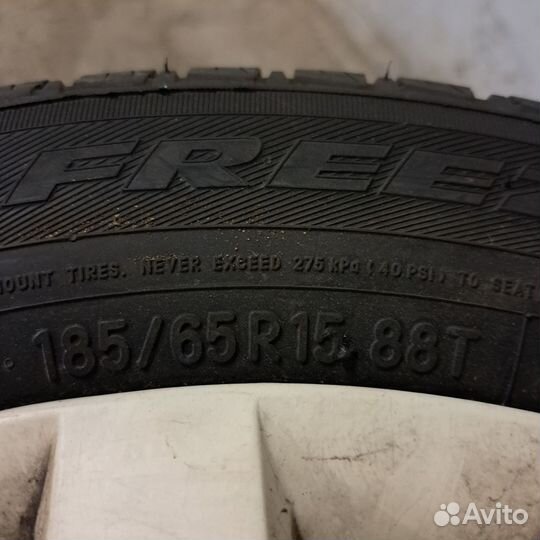 FREE
MOUNT TIRES. NEVER EXCEED 275 KPa (40 PSI) TO SEAT
185/65R15 88T
Avito